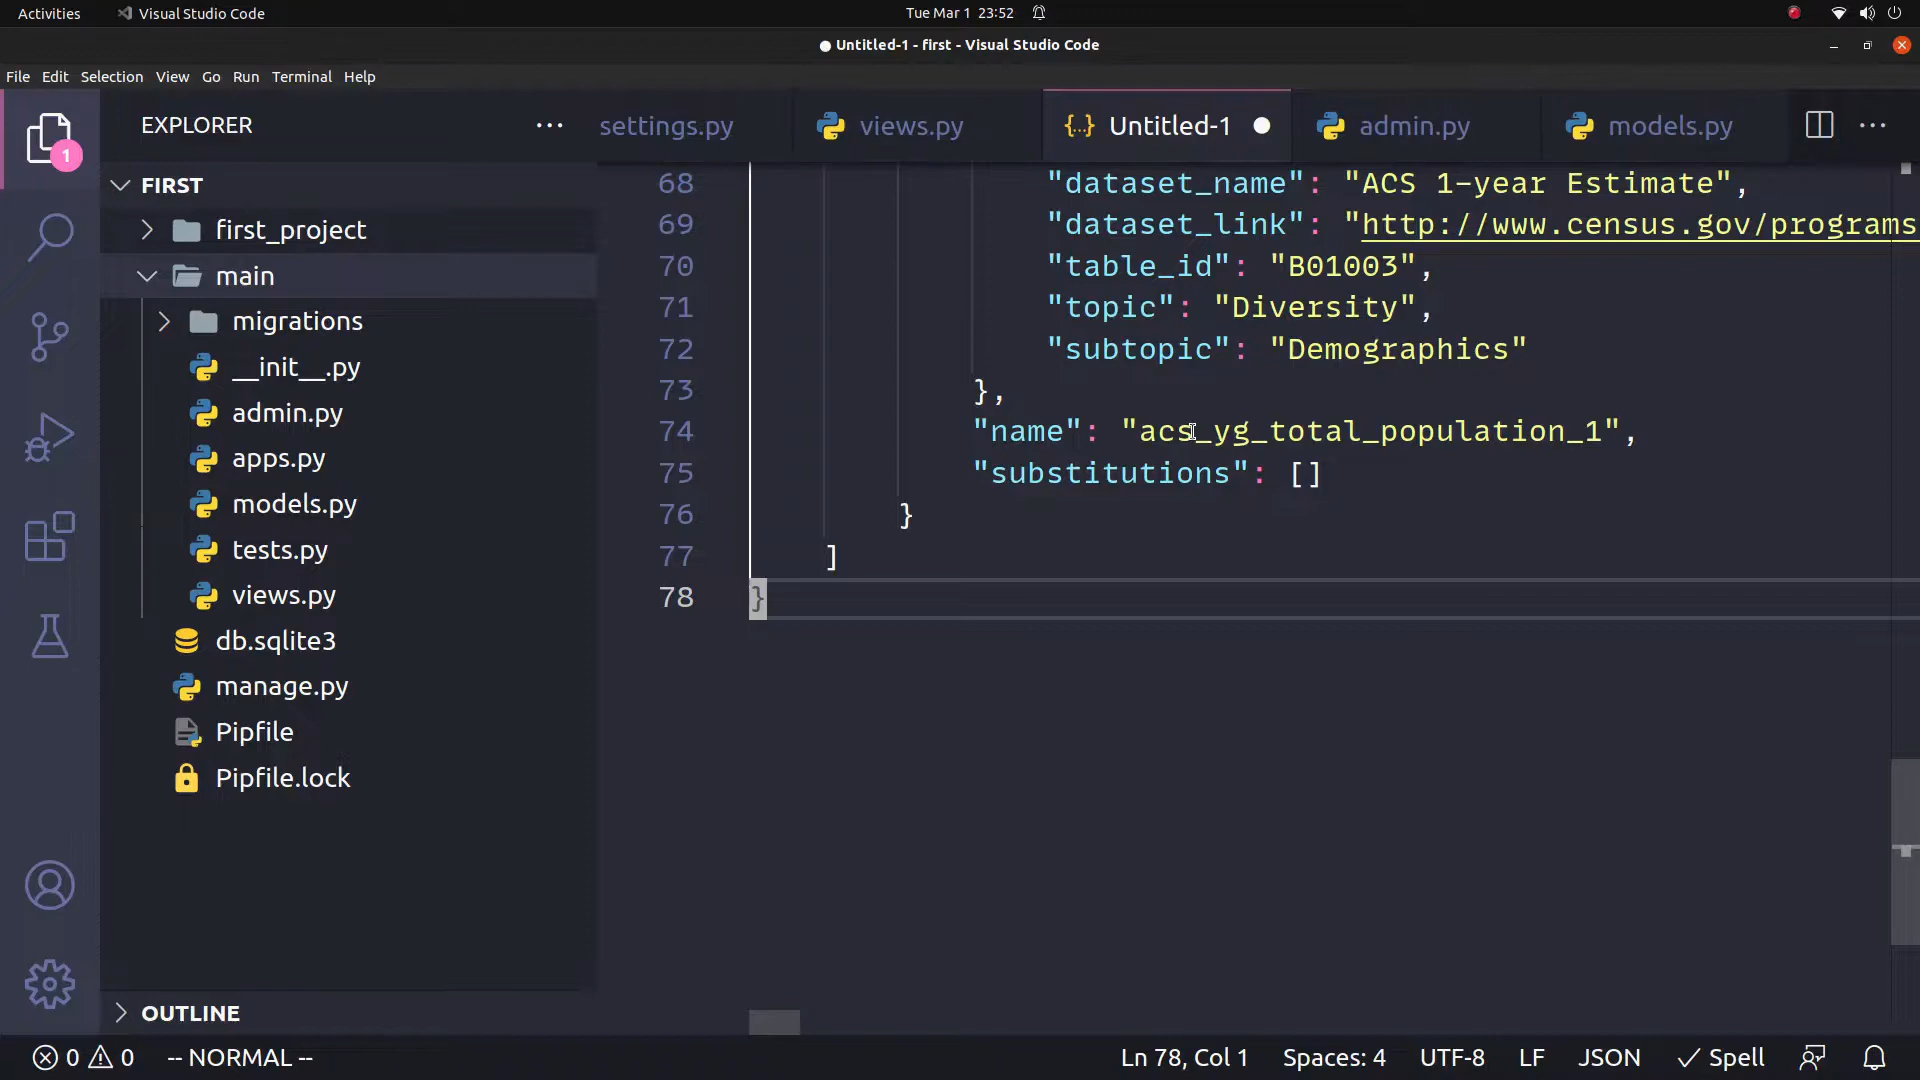 Activities Visual Studio Code Tue Mar 1 23:52
Untitled-1 - first - Visual Studio Code
File Edit Selection View Go Run Terminal Help
EXPLORER ··· settings.py views.py {..} Untitled-1 admin.py models.py ···
1
FIRST
first_project
main
migrations
__init__.py
admin.py
apps.py
models.py
tests.py
views.py
db.sqlite3
manage.py
Pipfile
Pipfile.lock
OUTLINE
68 "dataset_name": "ACS 1-year Estimate",
69 "dataset_link": "http://www.census.gov/programs
70 "table_id": "B01003",
71 "topic": "Diversity",
72 "subtopic": "Demographics"
73 },
74 "name": "acs_yg_total_population_1",
75 "substitutions": []
76 }
77 ]
78 }
0 0 -- NORMAL -- Ln 78, Col 1 Spaces: 4 UTF-8 LF JSON Spell